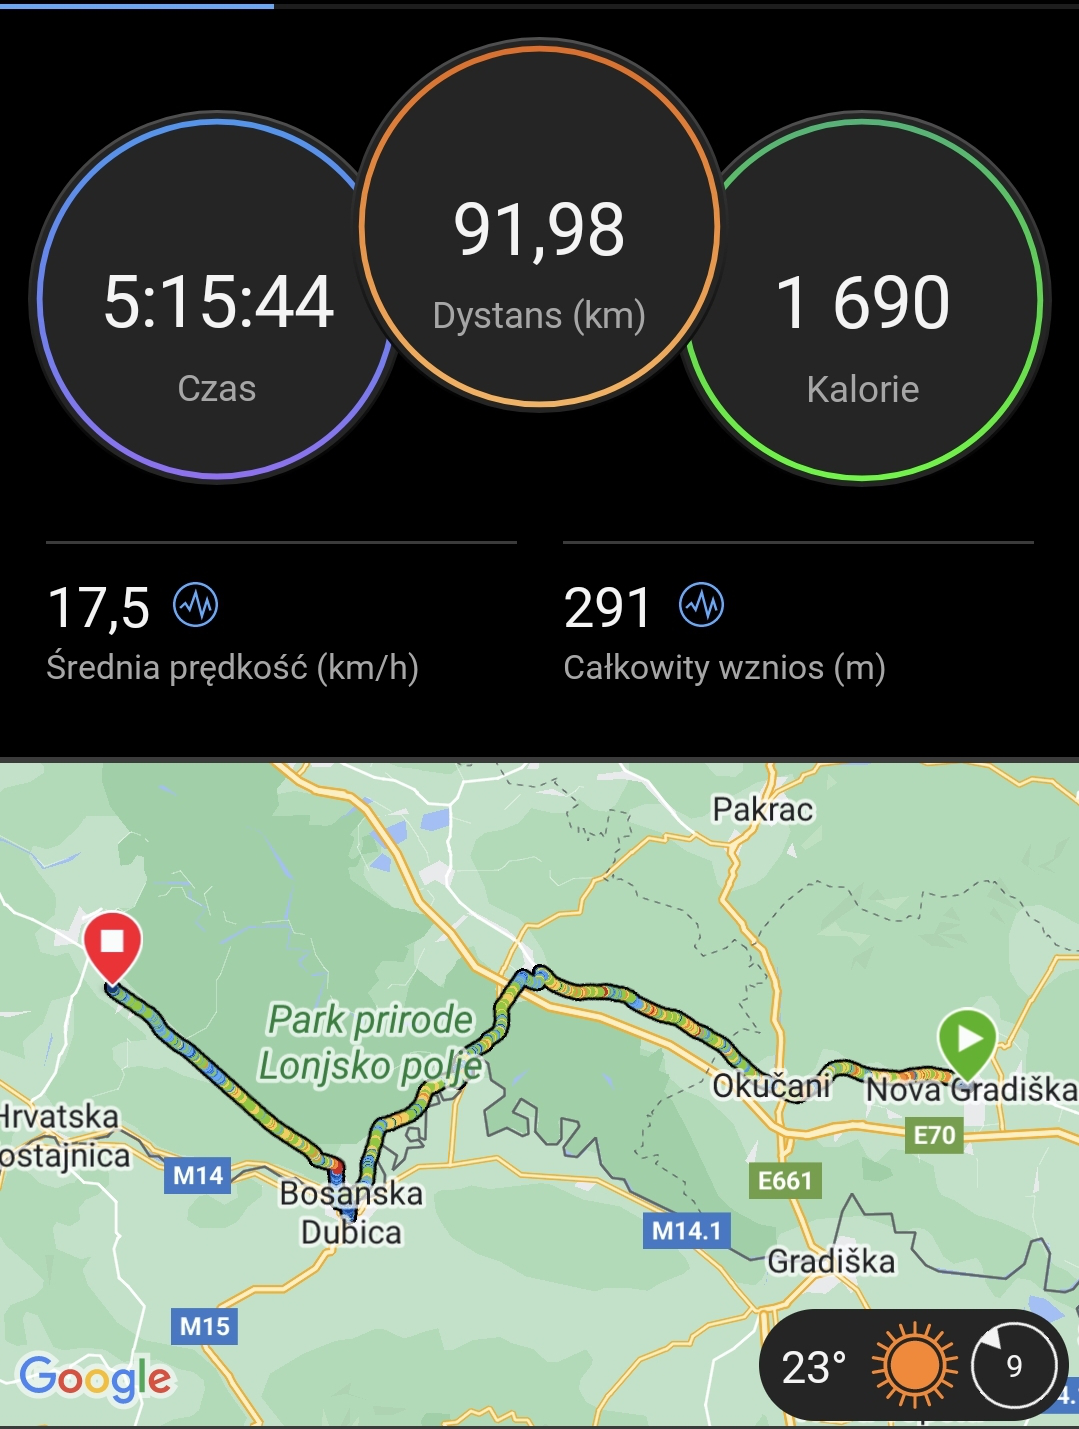 91,98
Dystans (km)
5:15:44
Czas
1 690
Kalorie
17,5
Średnia prędkość (km/h)
291
Całkowity wznios (m)
Pakrac
Park prirode
Lonjsko polje
Okučani
Nova Gradiška
Hrvatska
ostajnica
E70
M14
E661
Bosanska
Dubica
M14.1
Gradiška
M15
23°
9
Google
4.